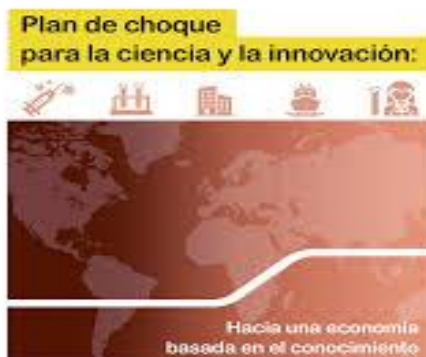 Plan de choque
para la ciencia y la innovación:
Hacia una economía
basada en el conocimiento